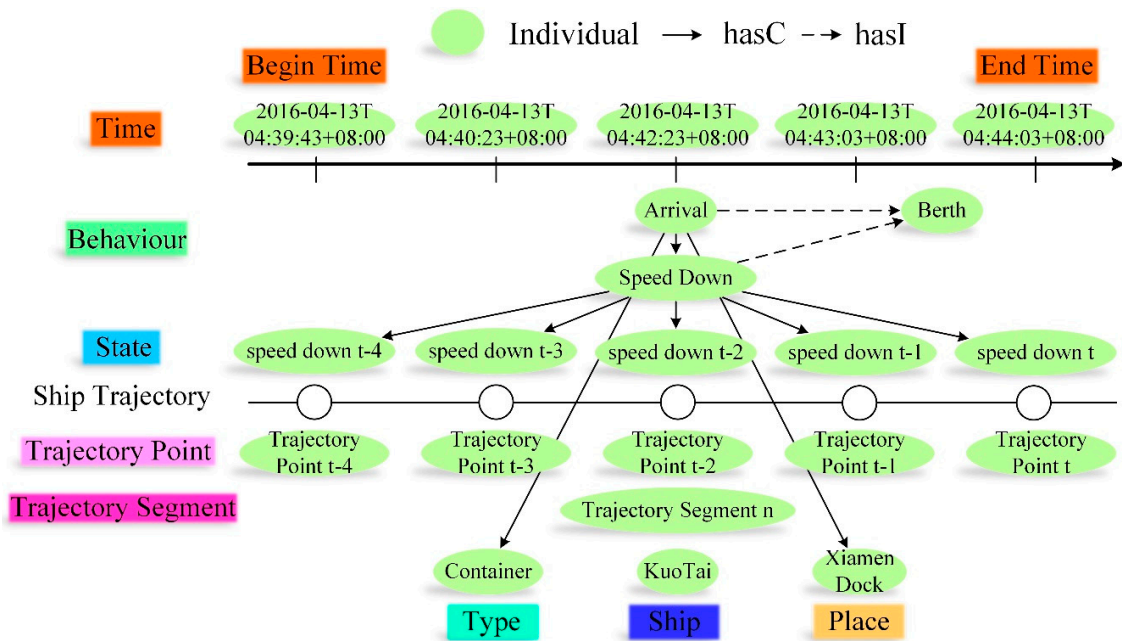 Individual hasC hasI
Begin Time End Time
Time
2016-04-13T 2016-04-13T 2016-04-13T 2016-04-13T 2016-04-13T
04:39:43+08:00 04:40:23+08:00 04:42:23+08:00 04:43:03+08:00 04:44:03+08:00
Behaviour
Arrival Berth
Speed Down
State
speed down t-4 speed down t-3 speed down t-2 speed down t-1 speed down t
Ship Trajectory
Trajectory Point
Trajectory Trajectory Trajectory Trajectory Trajectory
Point t-4 Point t-3 Point t-2 Point t-1 Point t
Trajectory Segment
Trajectory Segment n
Container KuoTai Xiamen
Dock
Type Ship Place